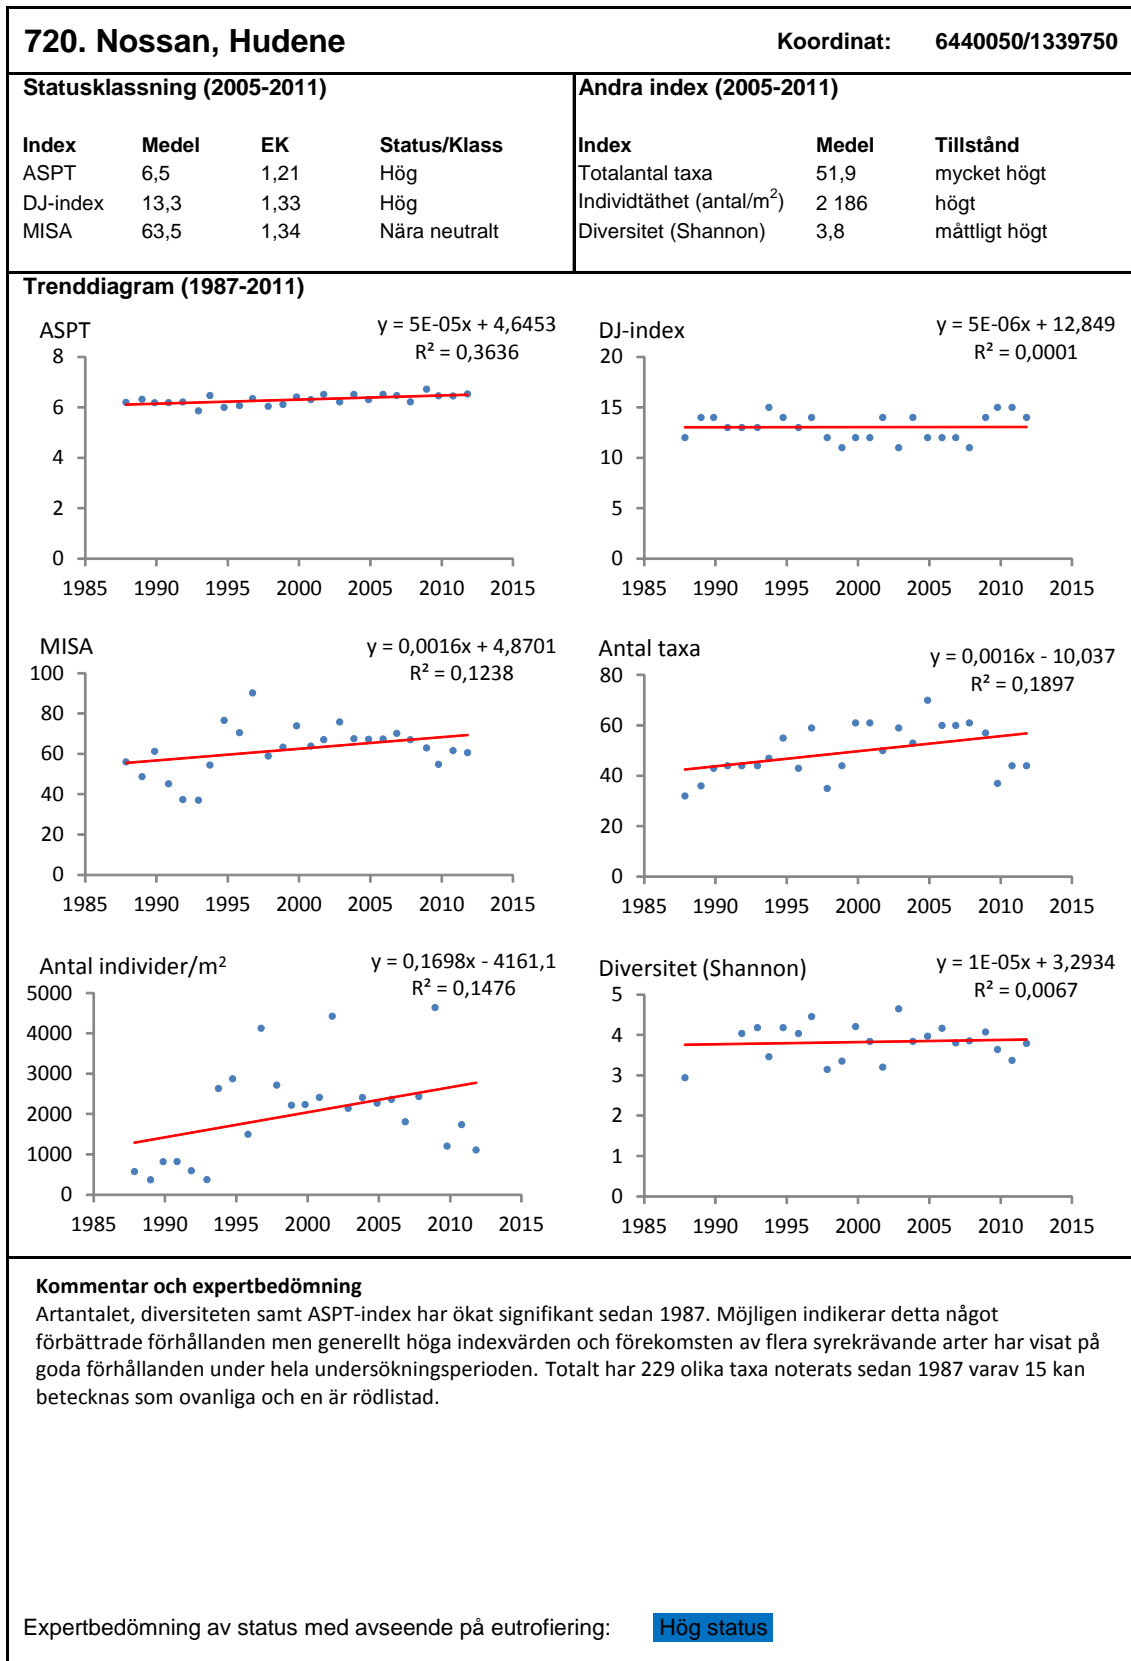 720. Nossan, Hudene Koordinat: 6440050/1339750
Statusklassning (2005-2011) Andra index (2005-2011)
Index Medel EK Status/Klass Index Medel Tillstånd
ASPT 6,5 1,21 Hög Totalantal taxa 51,9 mycket högt
DJ-index 13,3 1,33 Hög Individtäthet (antal/m²) 2 186 högt
MISA 63,5 1,34 Nära neutralt Diversitet (Shannon) 3,8 måttligt högt
Trenddiagram (1987-2011)
ASPT
y = 5E-05x + 4,6453
R² = 0,3636
8
6
4
2
0
1985 1990 1995 2000 2005 2010 2015
DJ-index
y = 5E-06x + 12,849
R² = 0,0001
20
15
10
5
0
1985 1990 1995 2000 2005 2010 2015
MISA
y = 0,0016x + 4,8701
R² = 0,1238
100
80
60
40
20
0
1985 1990 1995 2000 2005 2010 2015
Antal taxa
y = 0,0016x - 10,037
R² = 0,1897
80
60
40
20
0
1985 1990 1995 2000 2005 2010 2015
Antal individer/m²
y = 0,1698x - 4161,1
R² = 0,1476
5000
4000
3000
2000
1000
0
1985 1990 1995 2000 2005 2010 2015
Diversitet (Shannon)
y = 1E-05x + 3,2934
R² = 0,0067
5
4
3
2
1
0
1985 1990 1995 2000 2005 2010 2015
Kommentar och expertbedömning
Artantalet, diversiteten samt ASPT-index har ökat signifikant sedan 1987. Möjligen indikerar detta något
förbättrade förhållanden men generellt höga indexvärden och förekomsten av flera syrekrävande arter har visat på
goda förhållanden under hela undersökningsperioden. Totalt har 229 olika taxa noterats sedan 1987 varav 15 kan
betecknas som ovanliga och en är rödlistad.
Expertbedömning av status med avseende på eutrofiering: Hög status